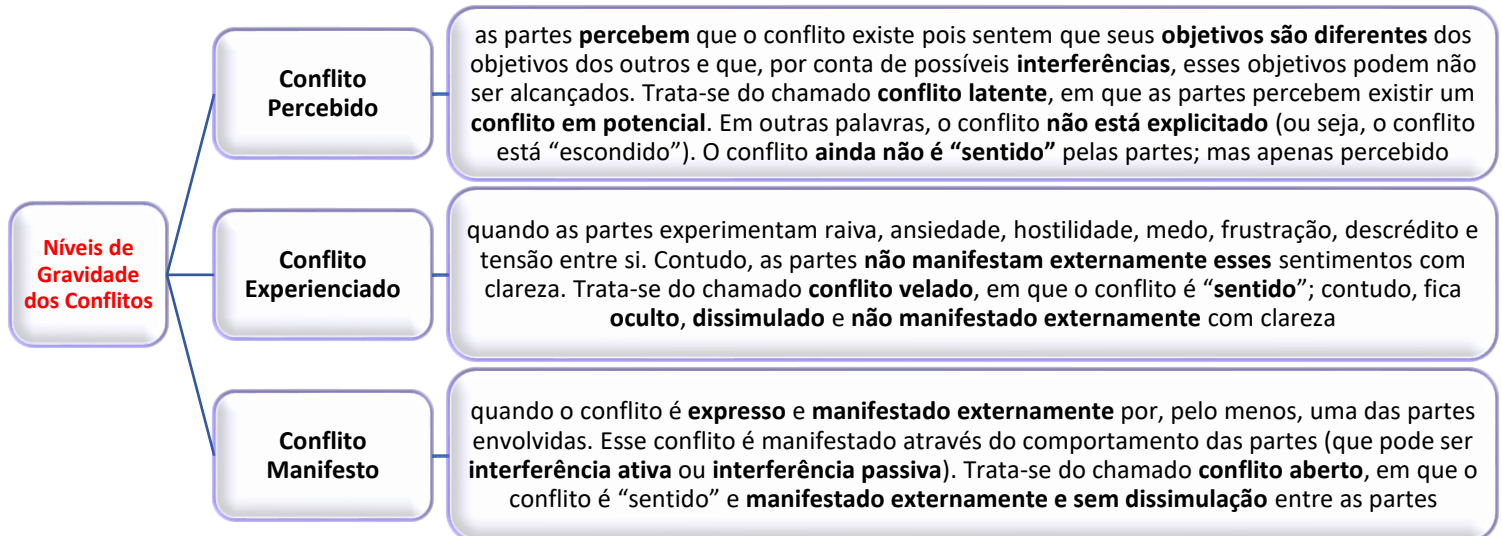 Níveis de
Gravidade
dos Conflitos
Conflito
Percebido
as partes percebem que o conflito existe pois sentem que seus objetivos são diferentes dos
objetivos dos outros e que, por conta de possíveis interferências, esses objetivos podem não
ser alcançados. Trata-se do chamado conflito latente, em que as partes percebem existir um
conflito em potencial. Em outras palavras, o conflito não está explicitado (ou seja, o conflito
está “escondido”). O conflito ainda não é “sentido” pelas partes; mas apenas percebido
Conflito
Experienciado
quando as partes experimentam raiva, ansiedade, hostilidade, medo, frustração, descrédito e
tensão entre si. Contudo, as partes não manifestam externamente esses sentimentos com
clareza. Trata-se do chamado conflito velado, em que o conflito é “sentido”; contudo, fica
oculto, dissimulado e não manifestado externamente com clareza
Conflito
Manifesto
quando o conflito é expresso e manifestado externamente por, pelo menos, uma das partes
envolvidas. Esse conflito é manifestado através do comportamento das partes (que pode ser
interferência ativa ou interferência passiva). Trata-se do chamado conflito aberto, em que o
conflito é “sentido” e manifestado externamente e sem dissimulação entre as partes